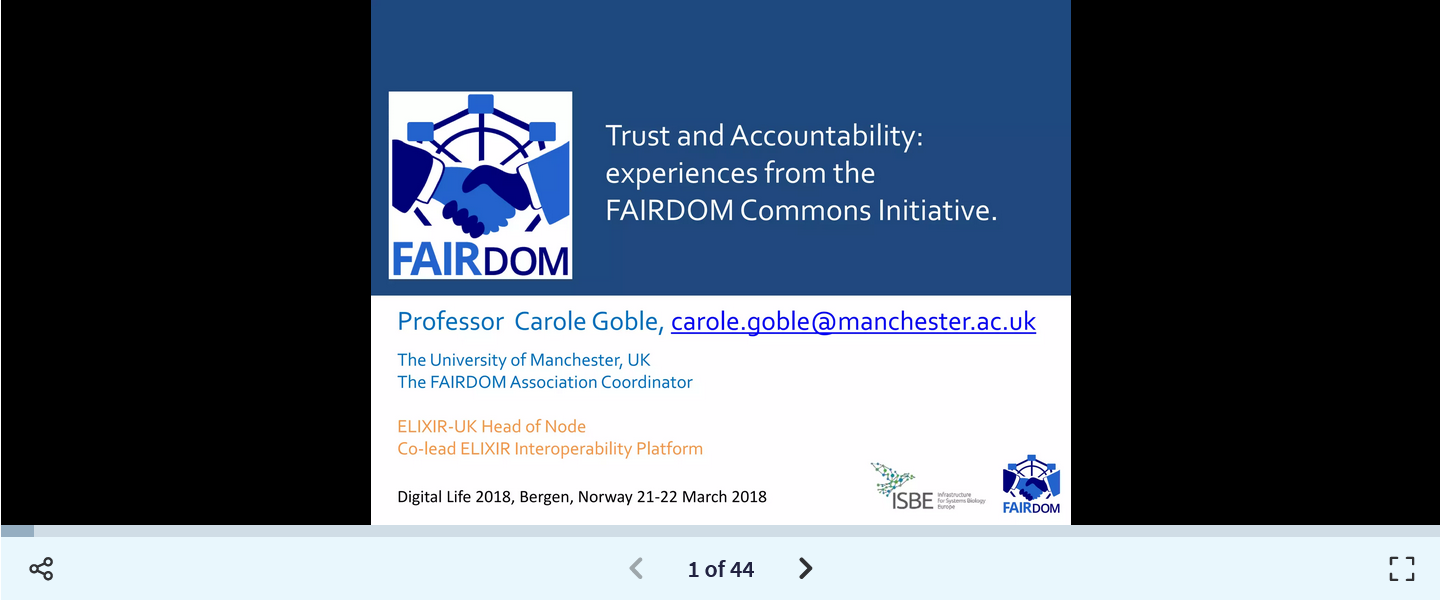 Trust and Accountability:
experiences from the
FAIRDOM Commons Initiative.
FAIRDOM
Professor Carole Goble, carole.goble@manchester.ac.uk
The University of Manchester, UK
The FAIRDOM Association Coordinator
ELIXIR-UK Head of Node
Co-lead ELIXIR Interoperability Platform
Digital Life 2018, Bergen, Norway 21-22 March 2018
ISBE
Infrastructure
for Systems Biology
Europe
FAIRDOM
1 of 44